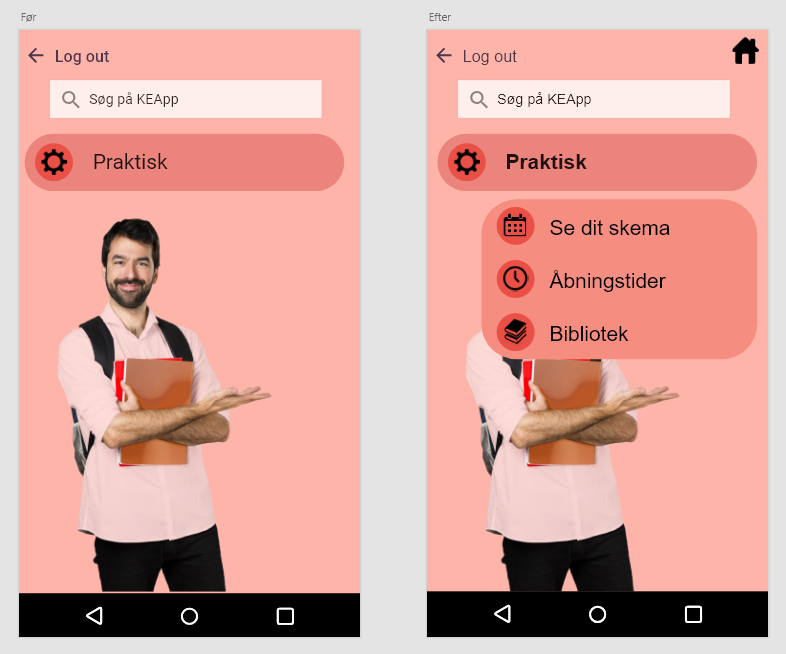 Før
Log out
Søg på KEApp
Praktisk
Efter
Log out
Søg på KEApp
Praktisk
Se dit skema
Åbningstider
Bibliotek